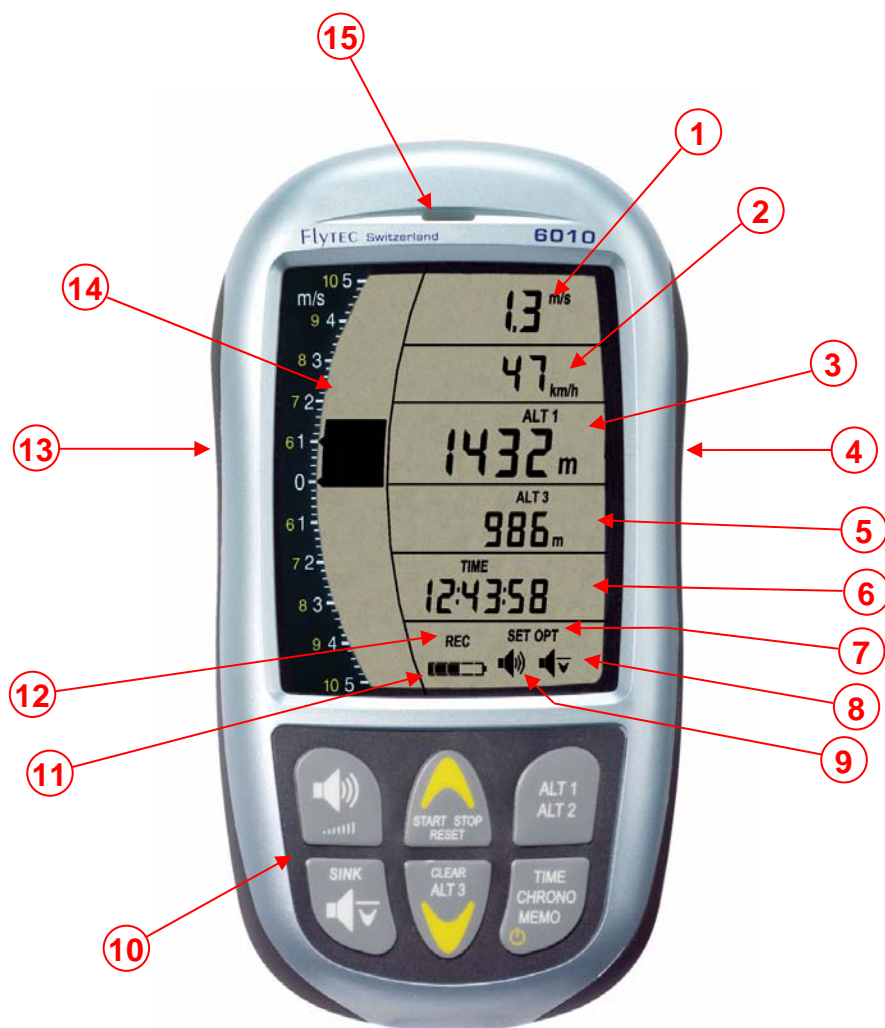 15
1
2
FLYTEC Switzerland 6010
14
10 5
m/s
9 4
8 3
7 2
6 1
0
6 1
7 2
8 3
9 4
10 5
1.3 m/s
47 km/h
3
ALT 1
1432 m
13
4
ALT 3
986 m
5
TIME
12:43:58
6
REC
SET OPT
7
12
8
11
9
START STOP
RESET
ALT 1
ALT 2
SINK
CLEAR
ALT 3
TIME
CHRONO
MEMO
10